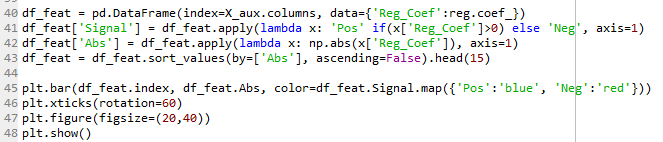 40 df_feat = pd.DataFrame(index=X_aux.columns, data={'Reg_Coef':reg.coef_})
41 df_feat['Signal'] = df_feat.apply(lambda x: 'Pos' if(x['Reg_Coef']>0) else 'Neg', axis=1)
42 df_feat['Abs'] = df_feat.apply(lambda x: np.abs(x['Reg_Coef']), axis=1)
43 df_feat = df_feat.sort_values(by=['Abs'], ascending=False).head(15)
44
45 plt.bar(df_feat.index, df_feat.Abs, color=df_feat.Signal.map({'Pos':'blue', 'Neg':'red'}))
46 plt.xticks(rotation=60)
47 plt.figure(figsize=(20,40))
48 plt.show()